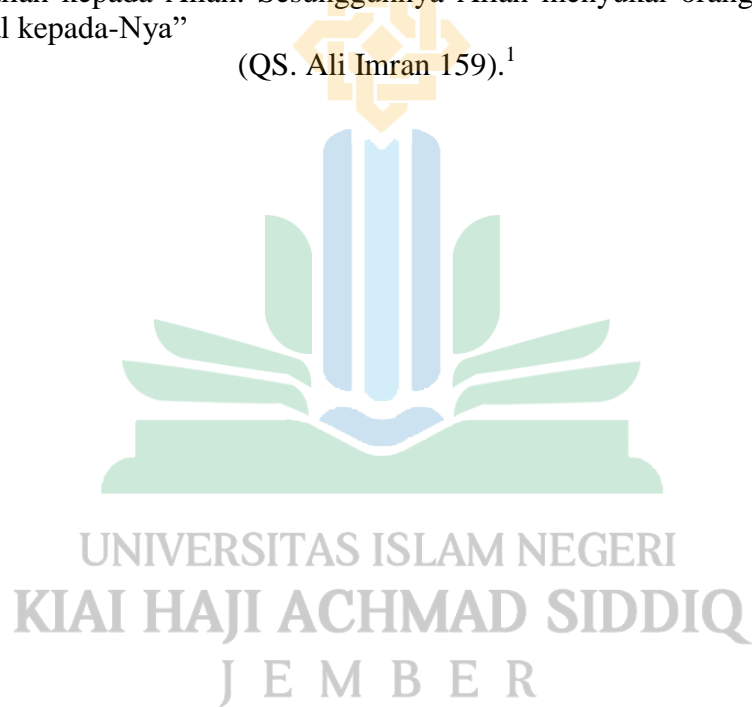 kepada Allah. Sesungguhnya Allah menyukai orang
kepada-Nya”
(QS. Ali Imran 159).¹
UNIVERSITAS ISLAM NEGERI
KIAI HAJI ACHMAD SIDDIQ
JEMBER